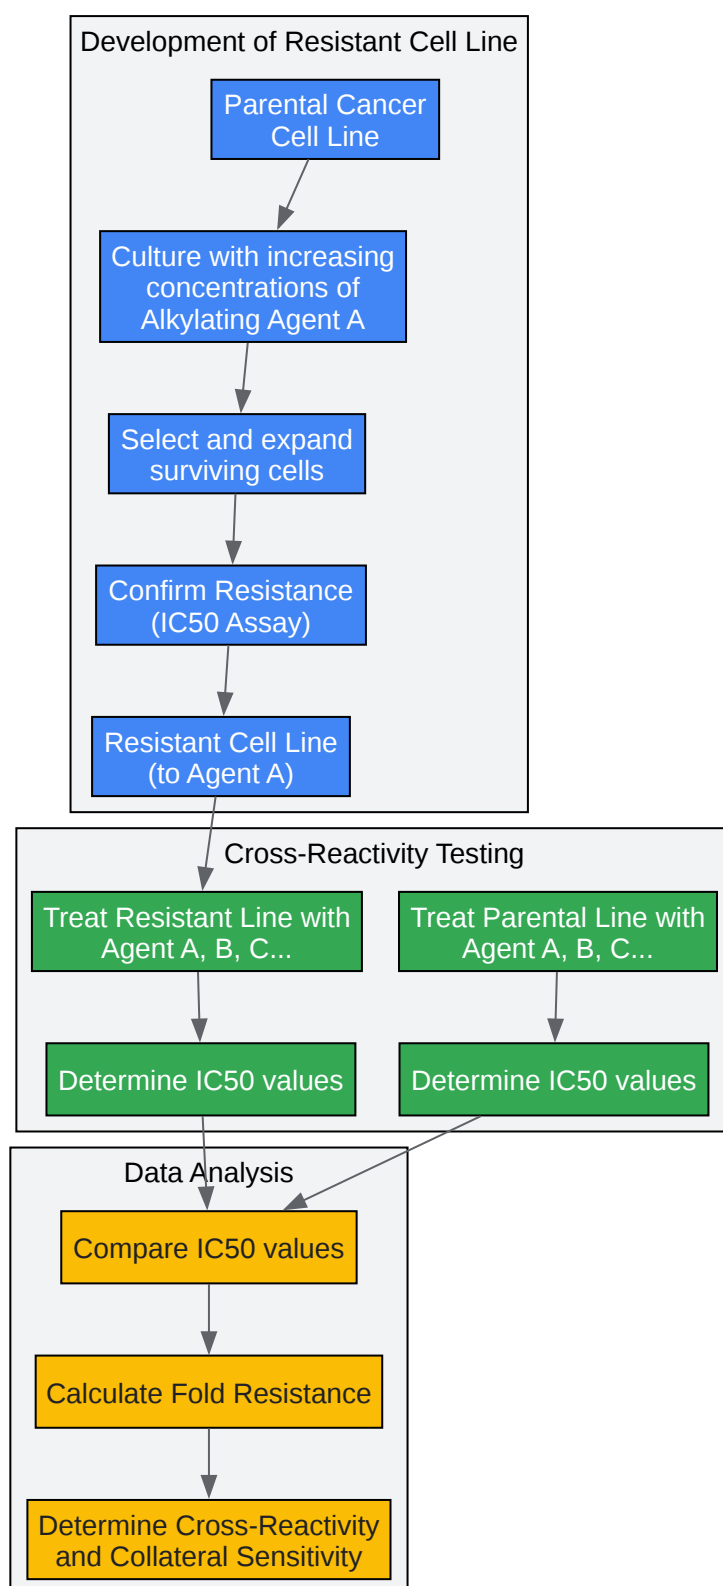 Development of Resistant Cell Line
Parental Cancer
Cell Line
Culture with increasing
concentrations of
Alkylating Agent A
Select and expand
surviving cells
Confirm Resistance
(IC50 Assay)
Resistant Cell Line
(to Agent A)
Cross-Reactivity Testing
Treat Resistant Line with
Agent A, B, C...
Treat Parental Line with
Agent A, B, C...
Determine IC50 values
Determine IC50 values
Data Analysis
Compare IC50 values
Calculate Fold Resistance
Determine Cross-Reactivity
and Collateral Sensitivity